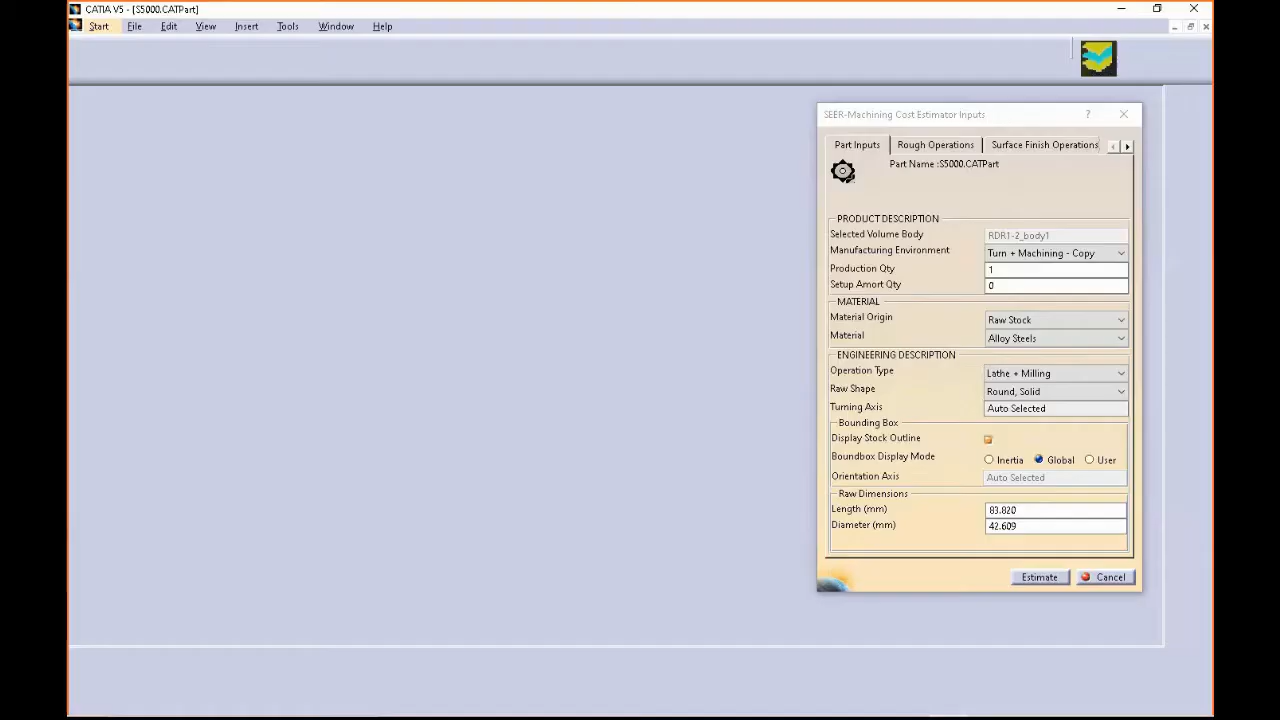 CATIA V5 - [S5000.CATPart]
Start File Edit View Insert Tools Window Help
SEER-Machining Cost Estimator Inputs ?
Part Inputs Rough Operations Surface Finish Operations
Part Name :S5000.CATPart
PRODUCT DESCRIPTION
Selected Volume Body RDR1-2_body1
Manufacturing Environment Turn + Machining - Copy
Production Qty 1
Setup Amort Qty 0
MATERIAL
Material Origin Raw Stock
Material Alloy Steels
ENGINEERING DESCRIPTION
Operation Type Lathe + Milling
Raw Shape Round, Solid
Turning Axis Auto Selected
Bounding Box
Display Stock Outline
Boundbox Display Mode Inertia Global User
Orientation Axis Auto Selected
Raw Dimensions
Length (mm) 83.820
Diameter (mm) 42.609
Estimate Cancel